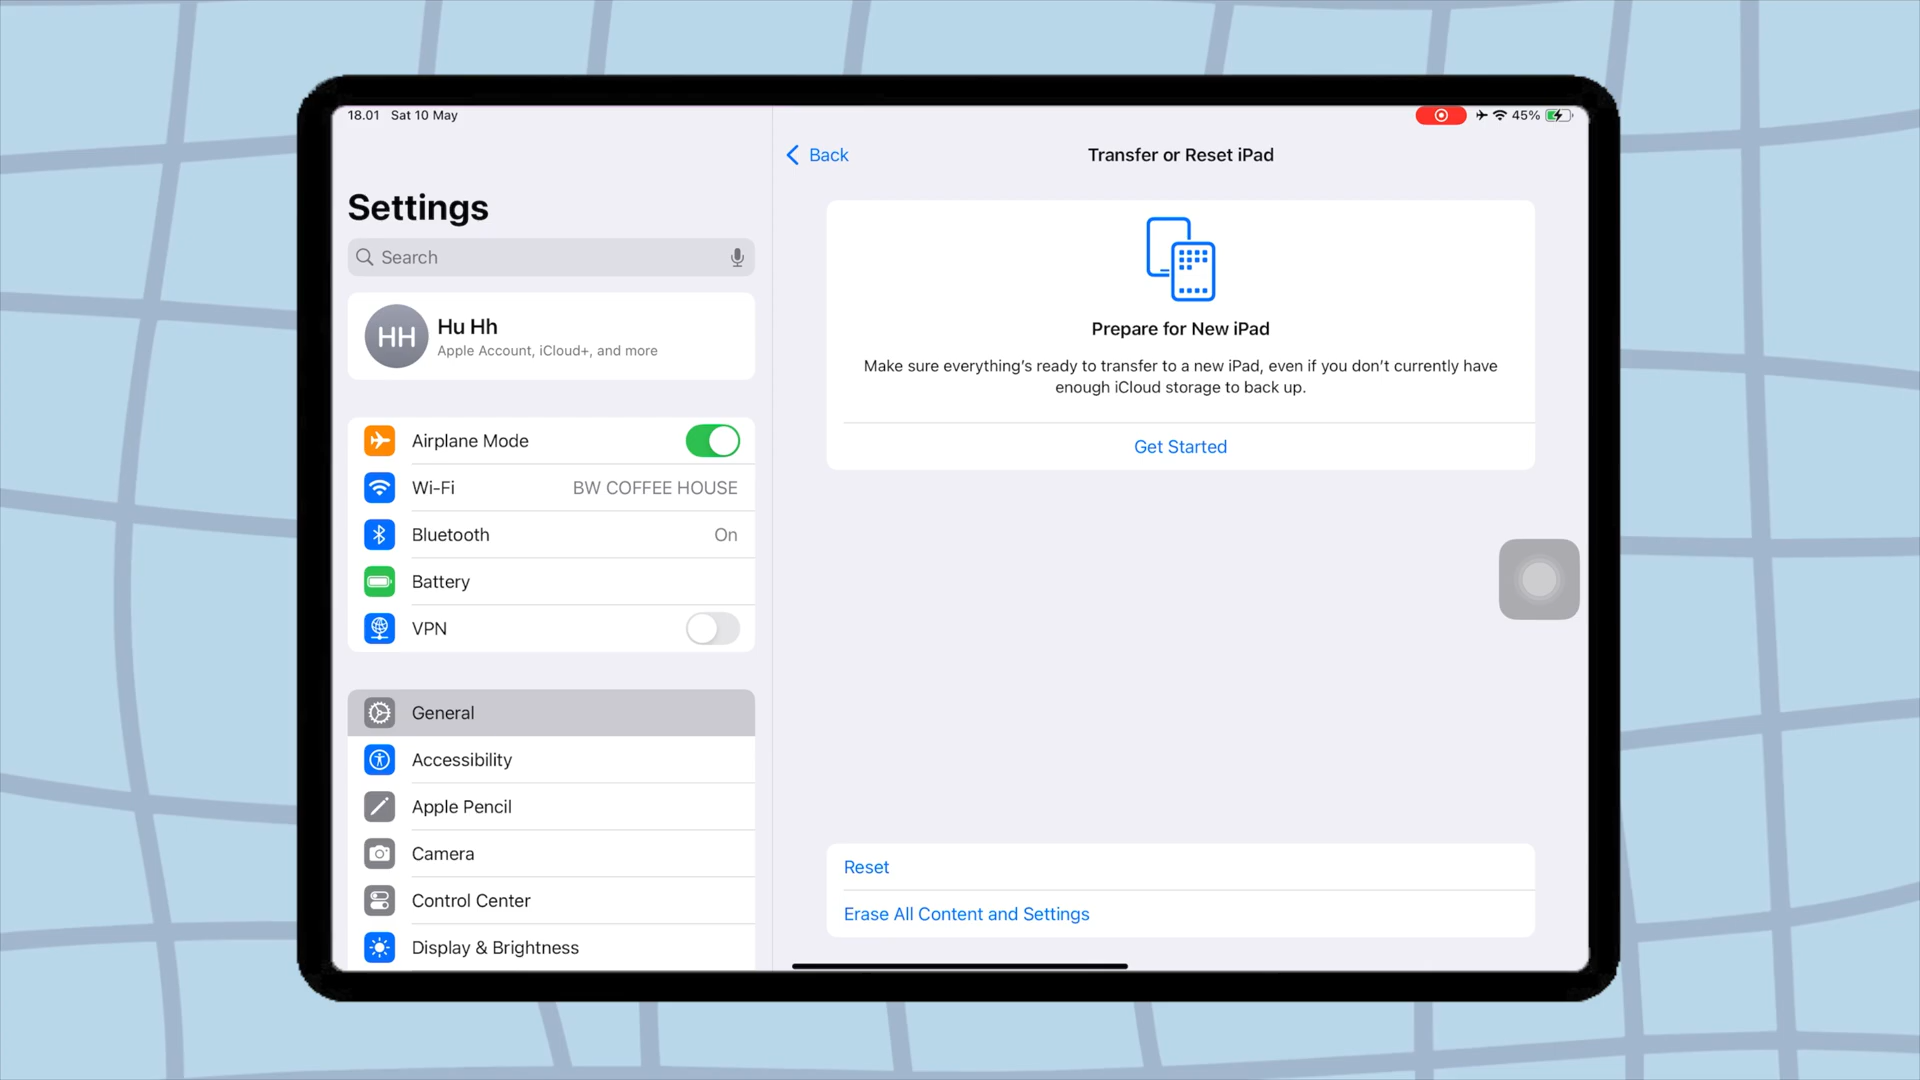 18.01 Sat 10 May
45%
Settings
Search
HH
Hu Hh
Apple Account, iCloud+, and more
Airplane Mode
Wi-Fi BW COFFEE HOUSE
Bluetooth On
Battery
VPN
General
Accessibility
Apple Pencil
Camera
Control Center
Display & Brightness
Back
Transfer or Reset iPad
Prepare for New iPad
Make sure everything's ready to transfer to a new iPad, even if you don't currently have
enough iCloud storage to back up.
Get Started
Reset
Erase All Content and Settings